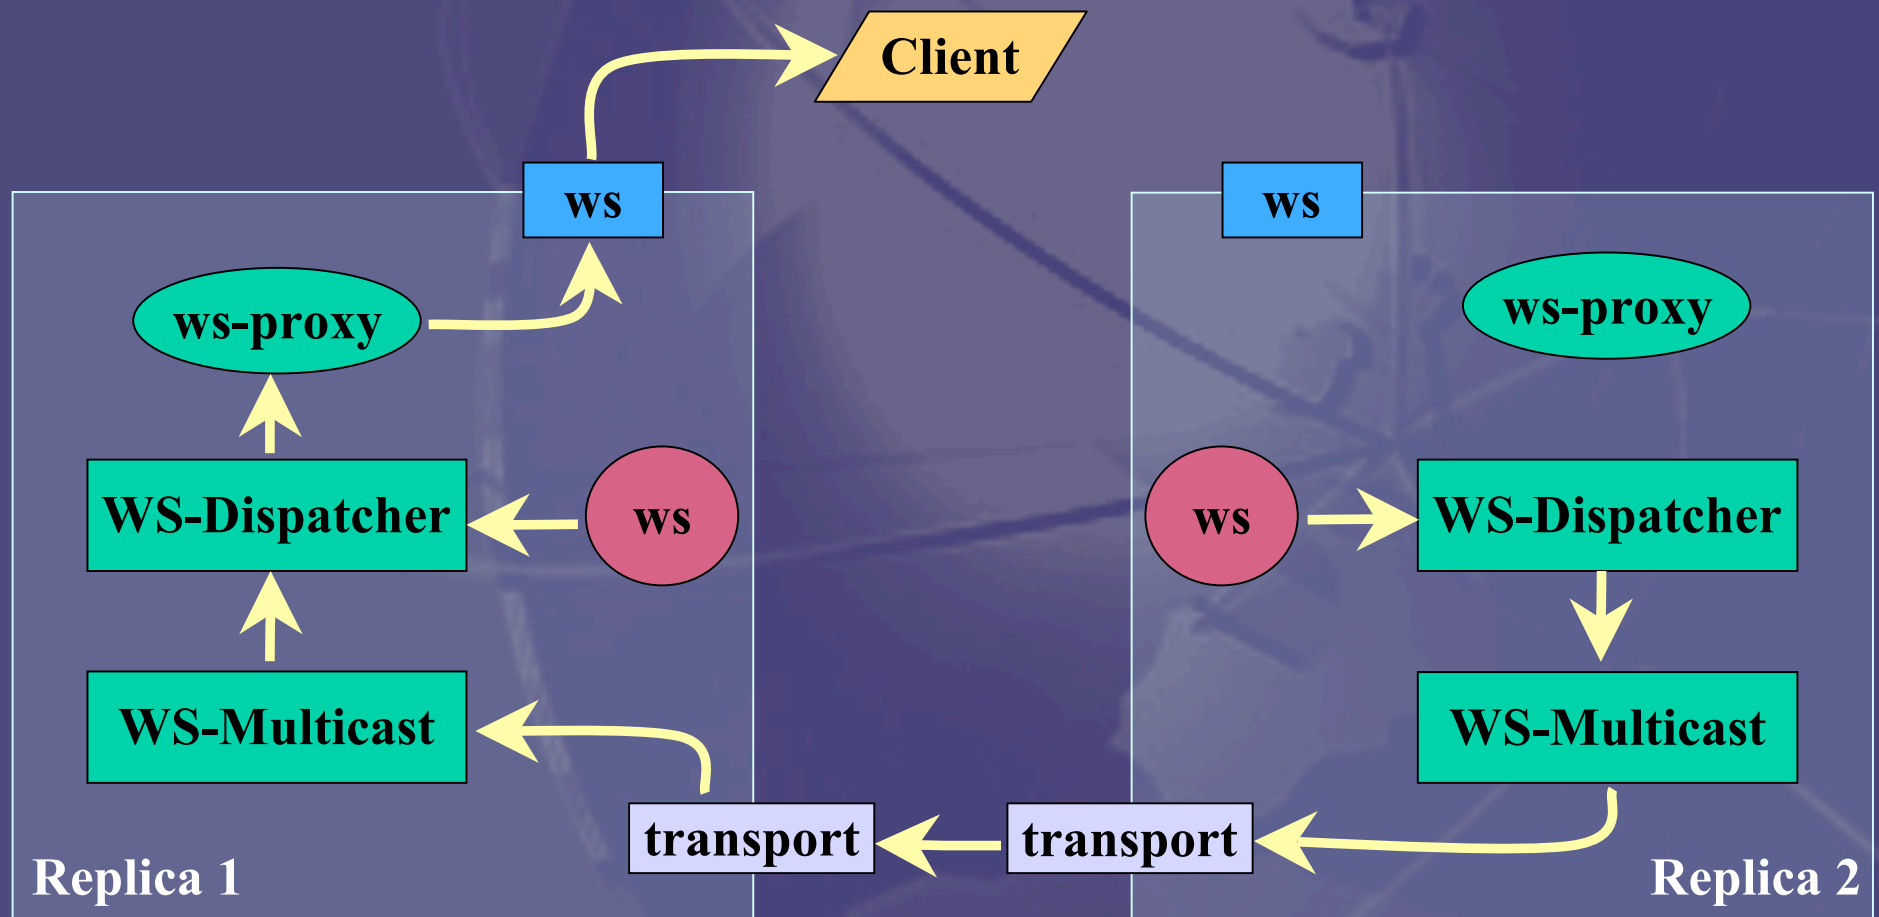 Client
ws
ws
ws-proxy
ws-proxy
WS-Dispatcher
ws
ws
WS-Dispatcher
WS-Multicast
WS-Multicast
transport
transport
Replica 1
Replica 2